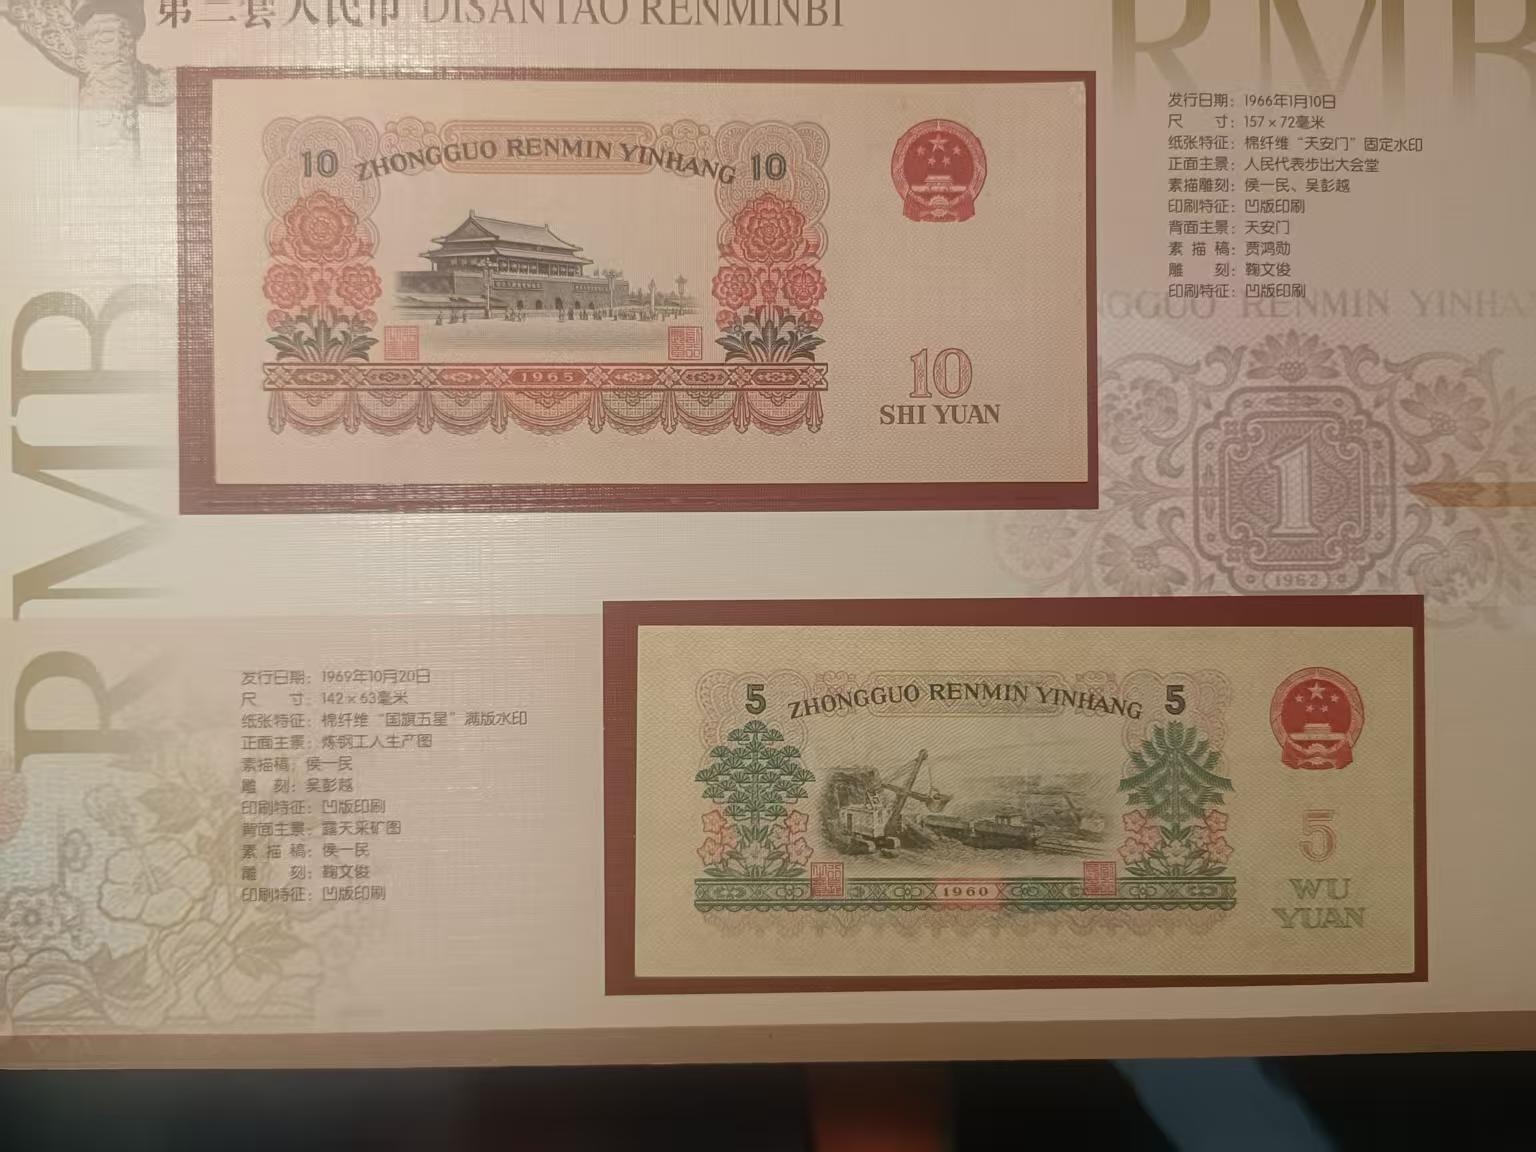 第三套人民币 DISANTAO RENMINBI
RMB
RMB
RMB
10 ZHONGGUO RENMIN YINHANG 10
1965
10
SHI YUAN
发行日期：1966年1月10日
尺 寸：157×72毫米
纸张特征：棉纤维“天安门”固定水印
正面主景：人民代表步出大会堂
素描雕刻：侯一民、吴彭越
印刷特征：凹版印刷
背面主景：天安门
素 描 稿：贾鸿勋
雕 刻：鞠文俊
印刷特征：凹版印刷
NGGUO RENMIN YINHA
1
1962
发行日期：1969年10月20日
尺 寸：142×63毫米
纸张特征：棉纤维“国旗五星”满版水印
正面主景：炼钢工人生产图
素描稿：侯一民
雕 刻：吴彭越
印刷特征：凹版印刷
背面主景：露天采矿图
素 描 稿：侯一民
雕 刻：鞠文俊
印刷特征：凹版印刷
5 ZHONGGUO RENMIN YINHANG 5
1960
5
WU
YUAN